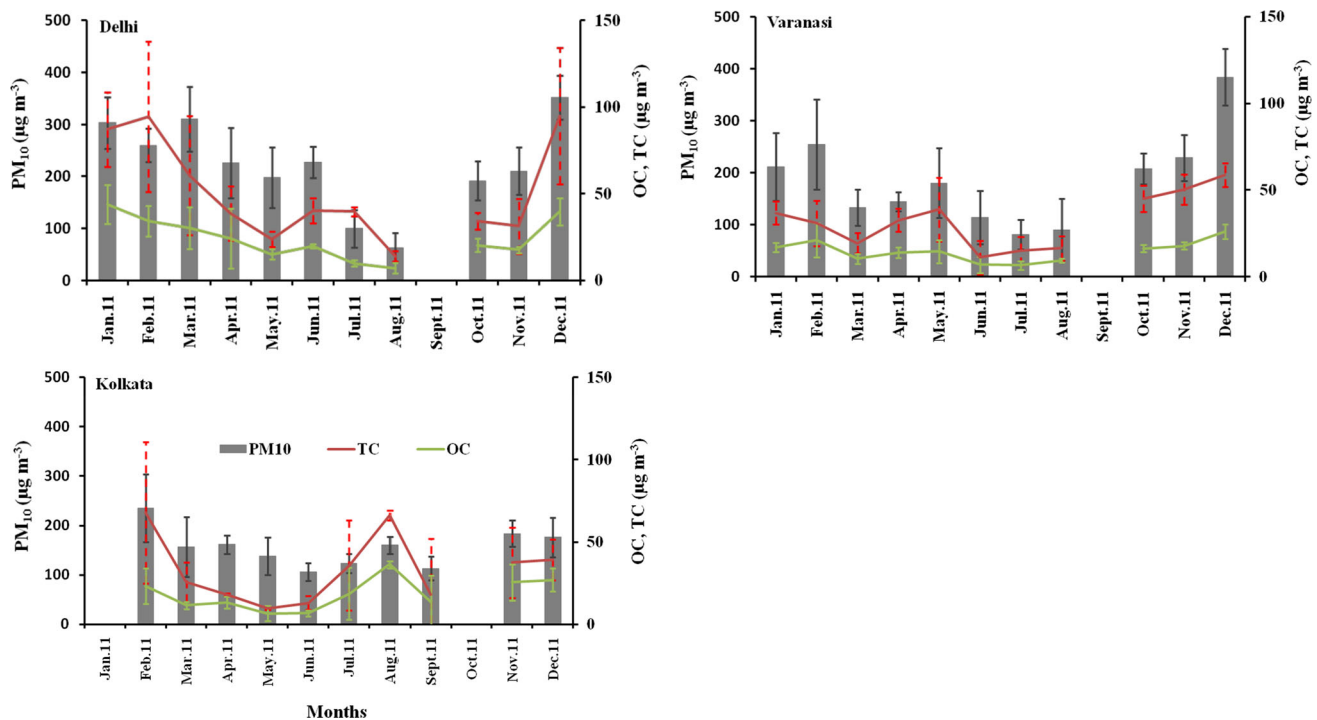 Delhi
PM10 (µg m-3)
500
400
300
200
100
0
150
100
50
0
OC, TC (µg m-3)
Jan.11
Feb.11
Mar.11
Apr.11
May.11
Jun.11
Jul.11
Aug.11
Sept.11
Oct.11
Nov.11
Dec.11
Varanasi
PM10 (µg m-3)
500
400
300
200
100
0
150
100
50
0
OC, TC (µg m-3)
Jan.11
Feb.11
Mar.11
Apr.11
May.11
Jun.11
Jul.11
Aug.11
Sept.11
Oct.11
Nov.11
Dec.11
Kolkata
PM10 (µg m-3)
500
400
300
200
100
0
PM10 TC OC
150
100
50
0
OC, TC (µg m-3)
Jan.11
Feb.11
Mar.11
Apr.11
May.11
Jun.11
Jul.11
Aug.11
Sept.11
Oct.11
Nov.11
Dec.11
Months